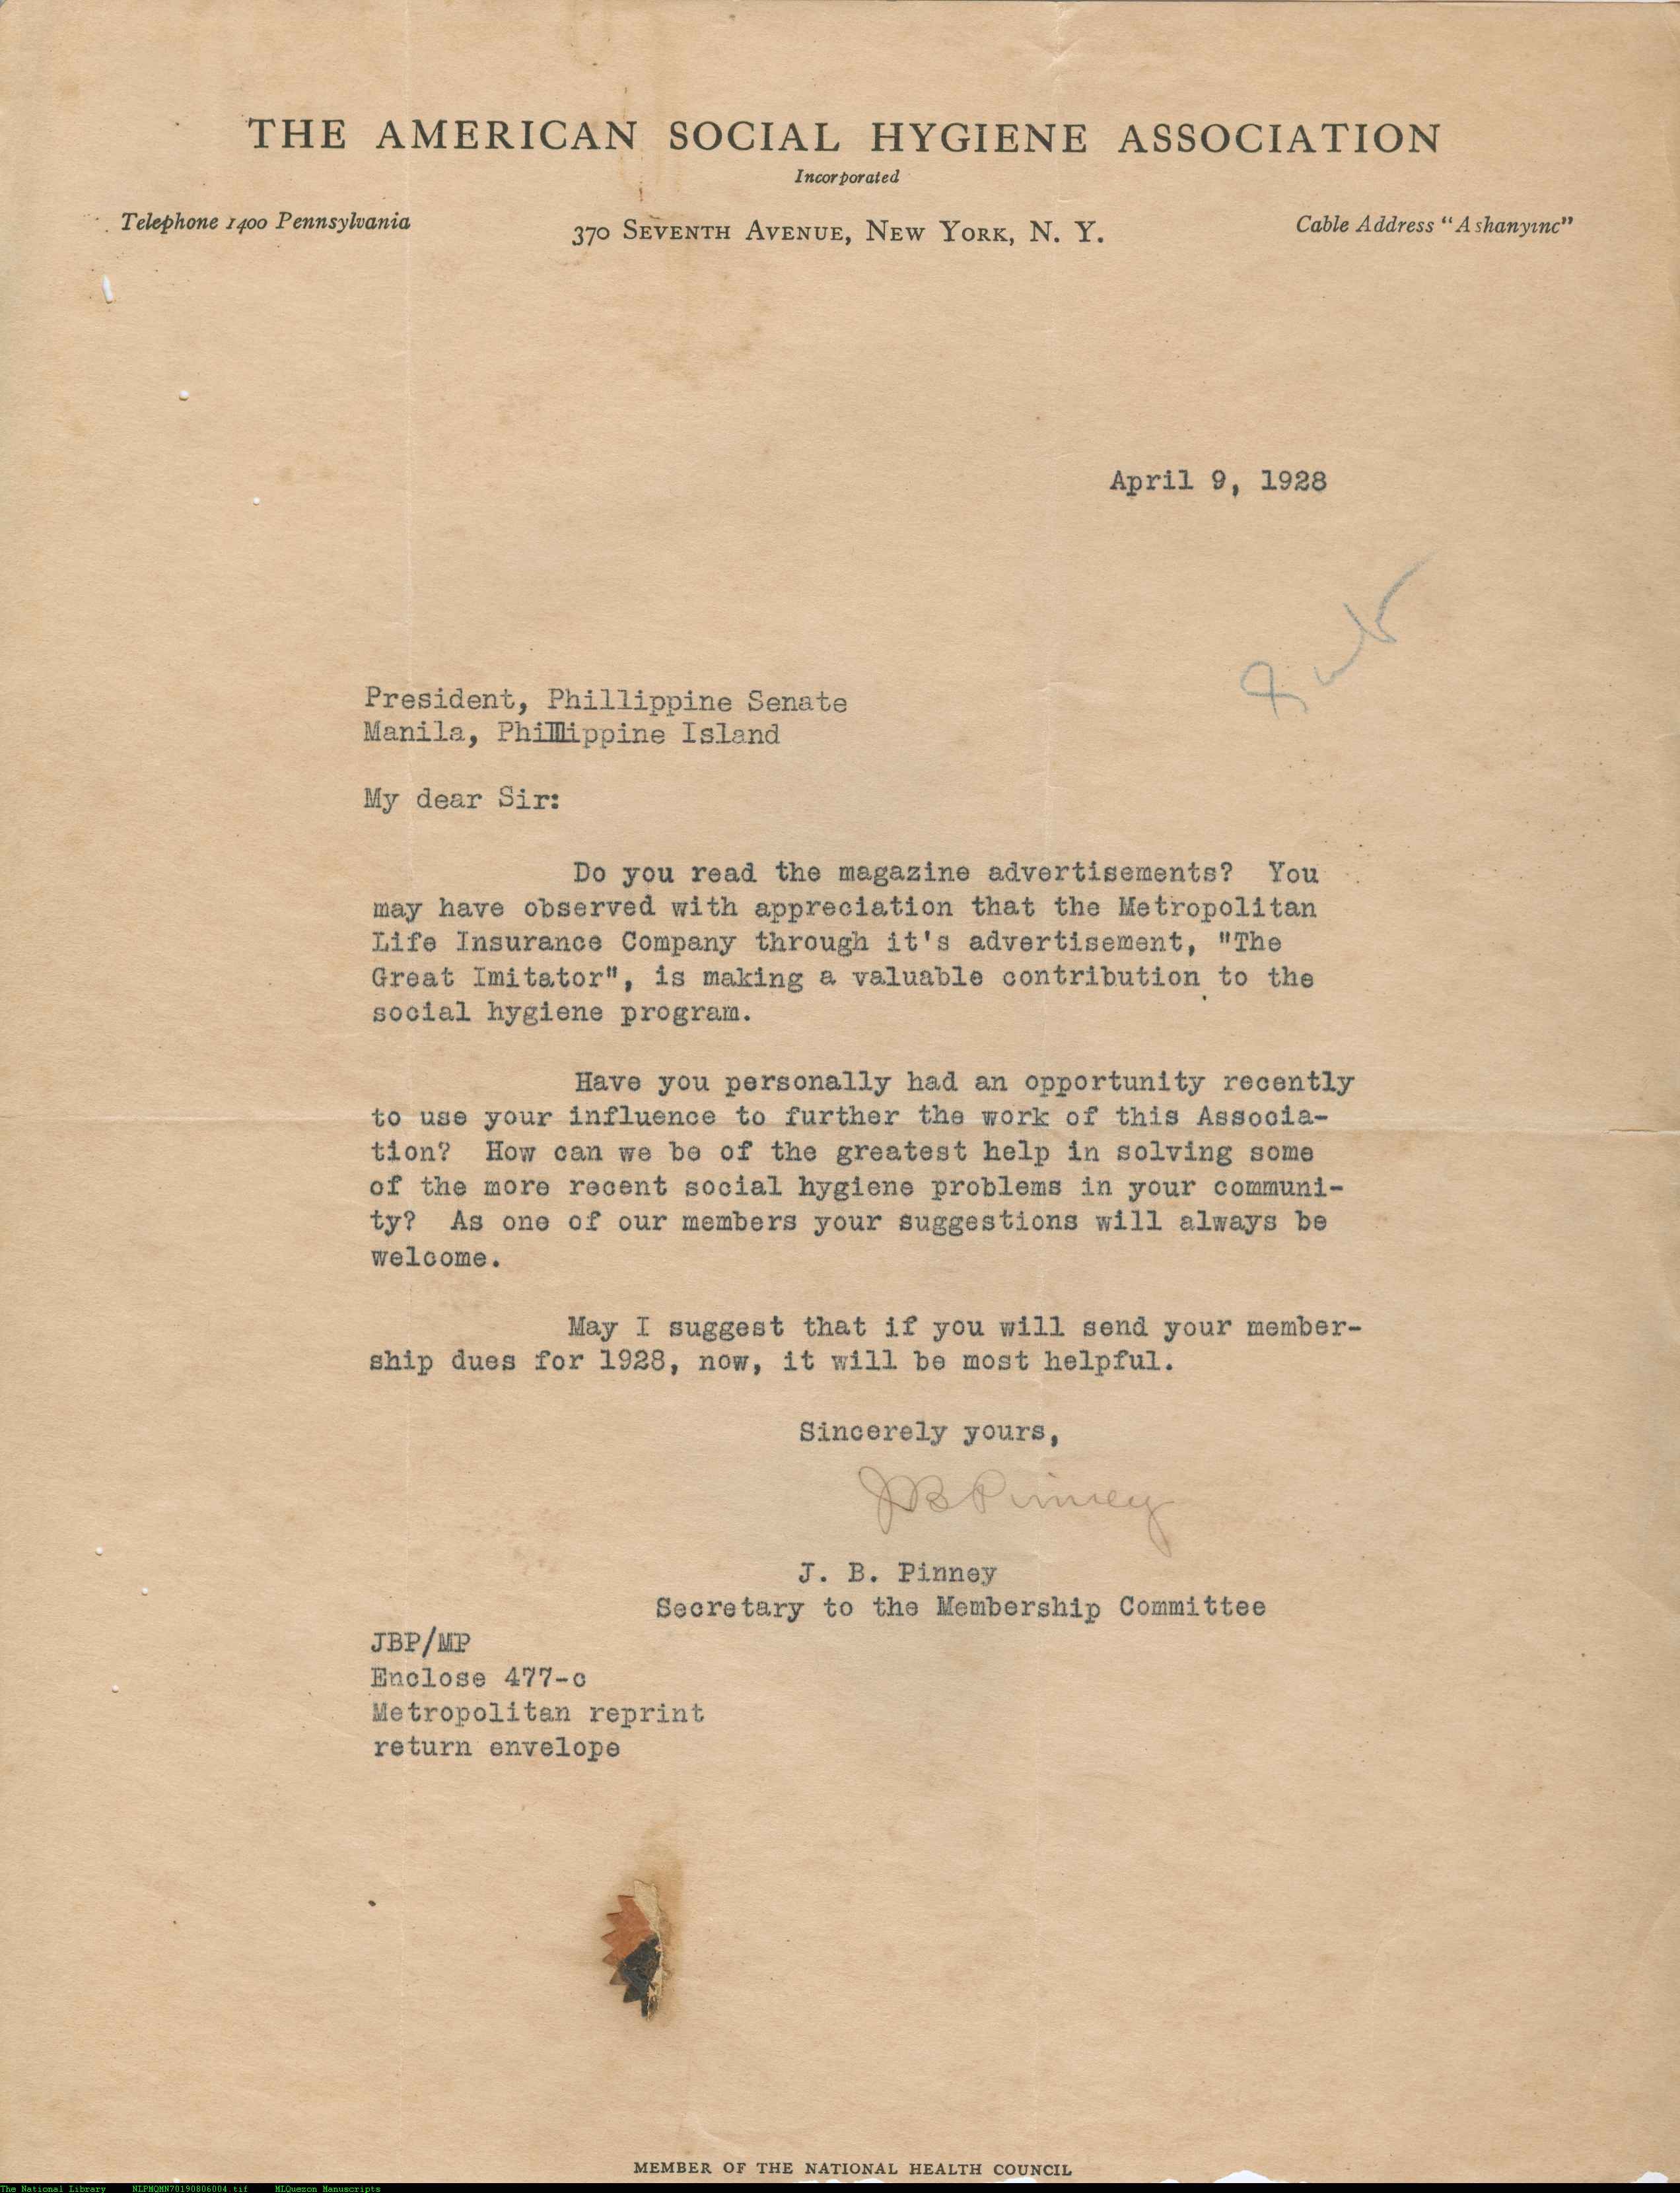 THE AMERICAN SOCIAL HYGIENE ASSOCIATION
Incorporated
Telephone 1400 Pennsylvania
370 SEVENTH AVENUE, NEW YORK, N. Y.
Cable Address "Ashanyinc"
April 9, 1928
President, Phillippine Senate
Manila, Phillippine Island
My dear Sir:
Do you read the magazine advertisements? You
may have observed with appreciation that the Metropolitan
Life Insurance Company through it's advertisement, "The
Great Imitator", is making a valuable contribution to the
social hygiene program.
Have you personally had an opportunity recently
to use your influence to further the work of this Associa-
tion? How can we be of the greatest help in solving some
of the more recent social hygiene problems in your communi-
ty? As one of our members your suggestions will always be
welcome.
May I suggest that if you will send your member-
ship dues for 1928, now, it will be most helpful.
Sincerely yours,
JB Pinney
J. B. Pinney
Secretary to the Membership Committee
JBP/MP
Enclose 477-c
Metropolitan reprint
return envelope
MEMBER OF THE NATIONAL HEALTH COUNCIL
The National Library NLPMQMN70190806004.tif MLQuezon Manuscripts